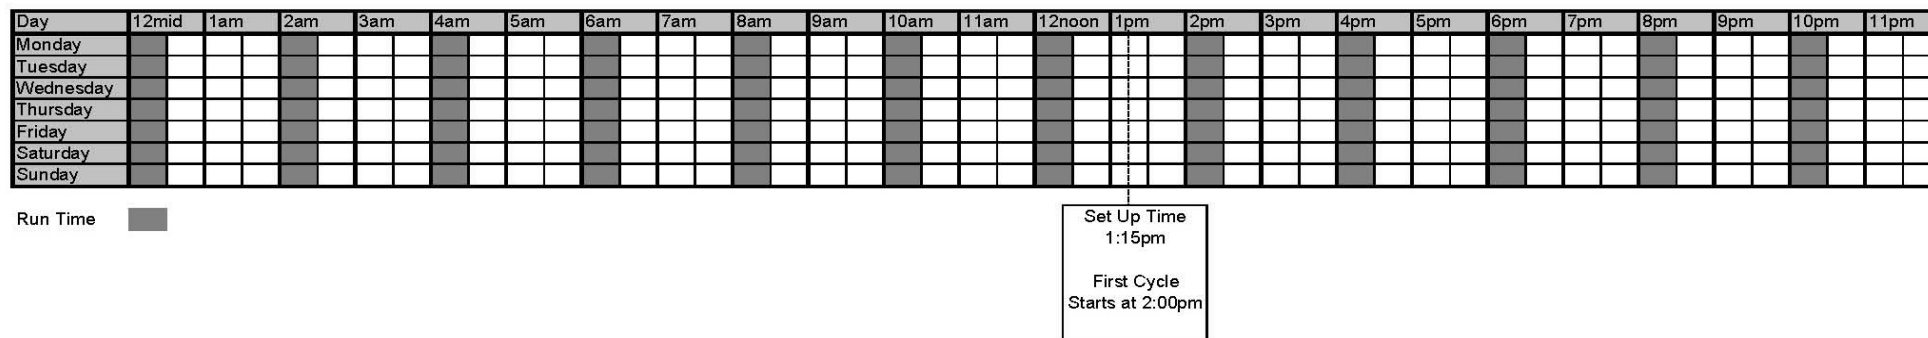 Day 12mid 1am 2am 3am 4am 5am 6am 7am 8am 9am 10am 11am 12noon 1pm 2pm 3pm 4pm 5pm 6pm 7pm 8pm 9pm 10pm 11pm
Monday
Tuesday
Wednesday
Thursday
Friday
Saturday
Sunday
Run Time
Set Up Time
1:15pm
First Cycle
Starts at 2:00pm